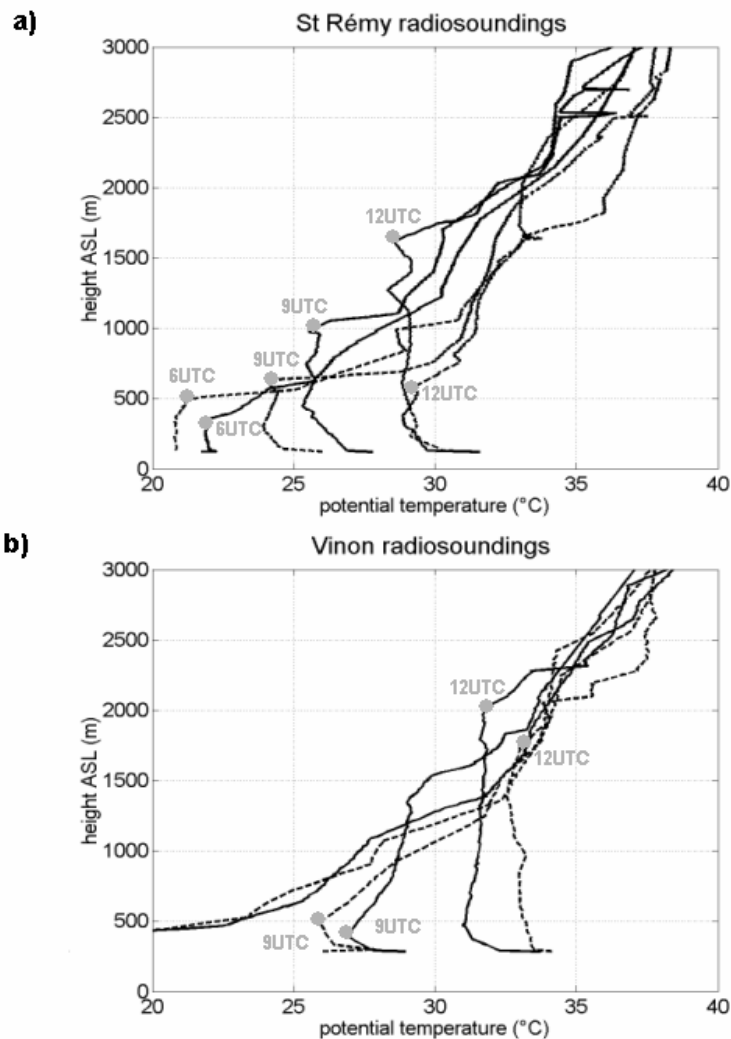 a)
St Rémy radiosoundings
3000
2500
2000
1500
1000
500
0
height ASL (m)
12UTC
9UTC
9UTC
6UTC
12UTC
6UTC
20 25 30 35 40
potential temperature (°C)
b)
Vinon radiosoundings
3000
2500
2000
1500
1000
500
0
height ASL (m)
12UTC
12UTC
9UTC
9UTC
20 25 30 35 40
potential temperature (°C)